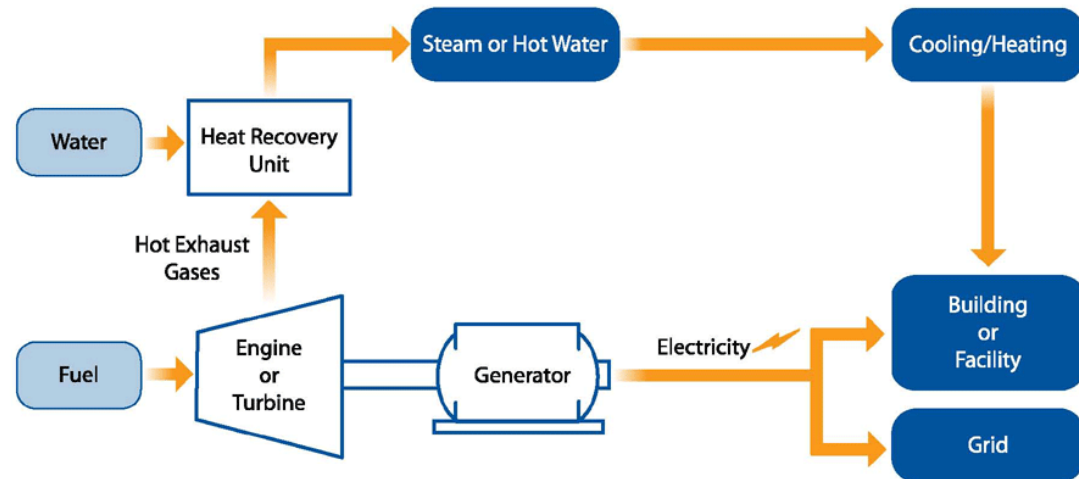 Steam or Hot Water
Cooling/Heating
Water
Heat Recovery
Unit
Hot Exhaust
Gases
Fuel
Engine
or
Turbine
Generator
Electricity
Building
or
Facility
Grid